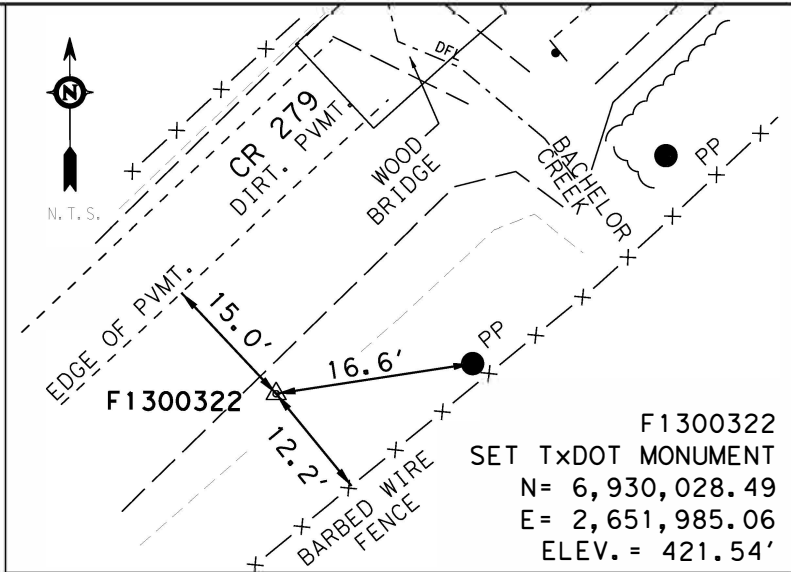 N
N.T.S.
DFL
CR 279
DIRT. PVMT.
WOOD
BRIDGE
BACHELOR
CREEK
PP
EDGE OF PVMT.
15.0'
16.6'
PP
F1300322
12.2'
BARBED WIRE
FENCE
F1300322
SET TxDOT MONUMENT
N= 6,930,028.49
E= 2,651,985.06
ELEV. = 421.54'